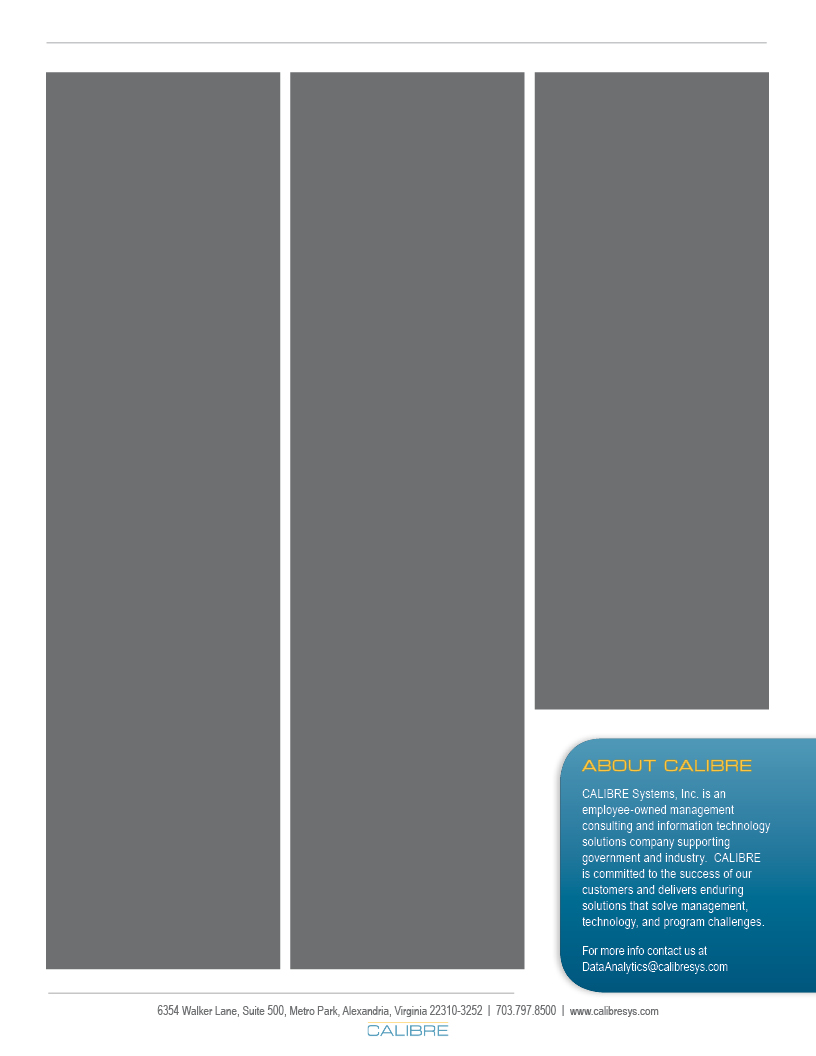 ABOUT CALIBRE
CALIBRE Systems, Inc. is an
employee-owned management
consulting and information technology
solutions company supporting
government and industry.  CALIBRE
is committed to the success of our
customers and delivers enduring
solutions that solve management,
technology, and program challenges.
For more info contact us at
DataAnalytics@calibresys.com
6354 Walker Lane, Suite 500, Metro Park, Alexandria, Virginia 22310-3252 | 703.797.8500 | www.calibresys.com
CALIBRE